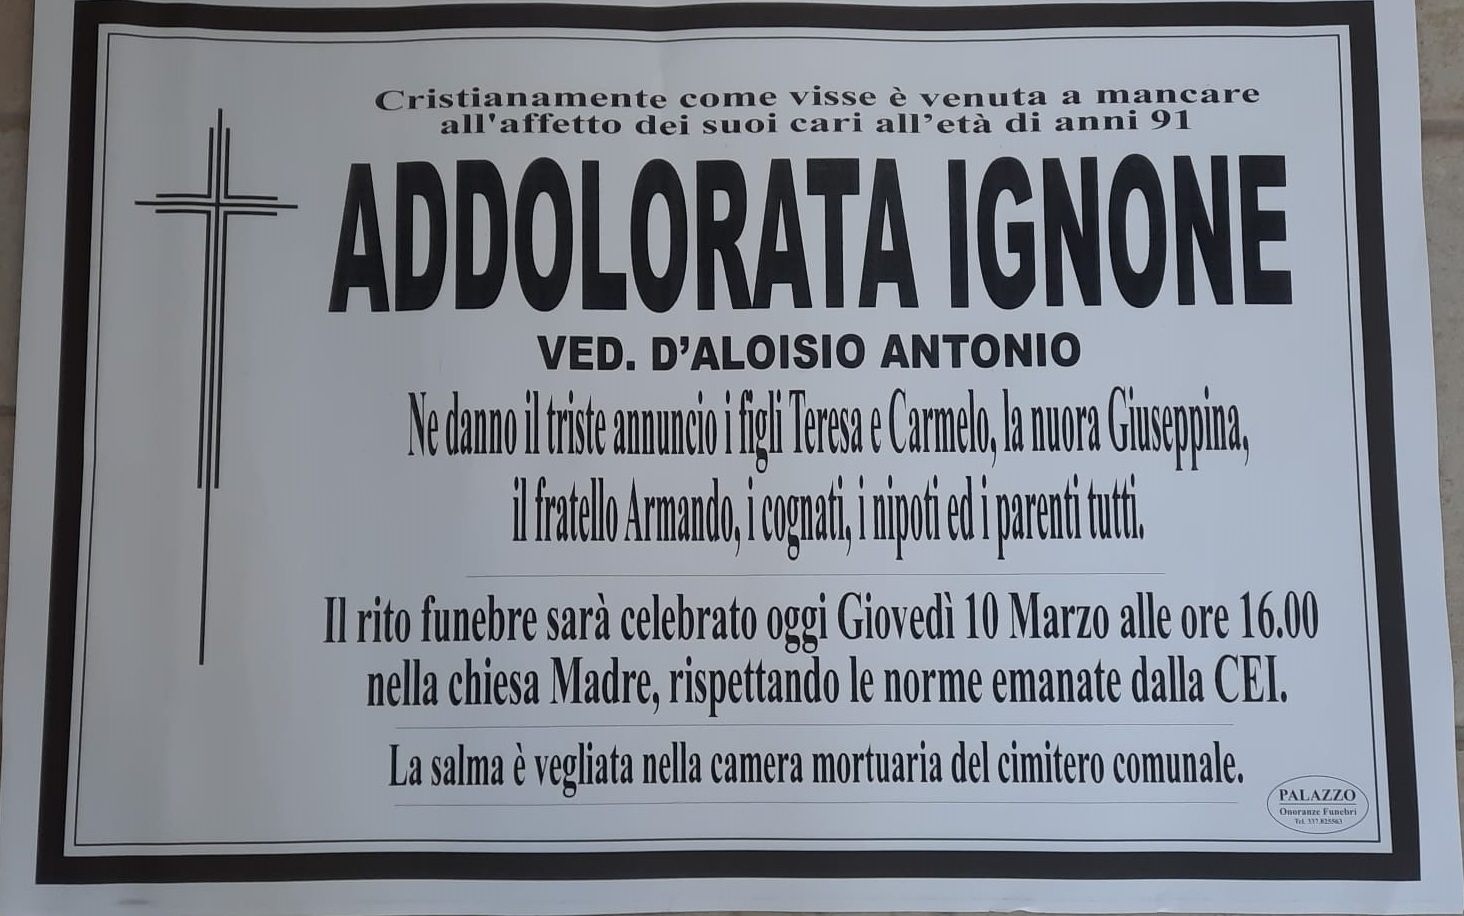 Cristianamente come visse è venuta a mancare
all'affetto dei suoi cari all’età di anni 91
ADDOLORATA IGNONE
VED. D’ALOISIO ANTONIO
Ne danno il triste annuncio i figli Teresa e Carmelo, la nuora Giuseppina,
il fratello Armando, i cognati, i nipoti ed i parenti tutti.
Il rito funebre sarà celebrato oggi Giovedì 10 Marzo alle ore 16.00
nella chiesa Madre, rispettando le norme emanate dalla CEI.
La salma è vegliata nella camera mortuaria del cimitero comunale.
PALAZZO
Onoranze Funebri
Tel.